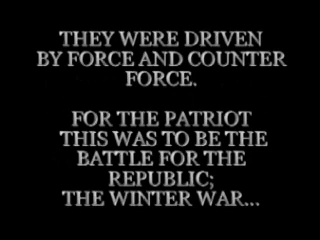 THEY WERE DRIVEN
BY FORCE AND COUNTER
FORCE.
FOR THE PATRIOT
THIS WAS TO BE THE
BATTLE FOR THE
REPUBLIC;
THE WINTER WAR...